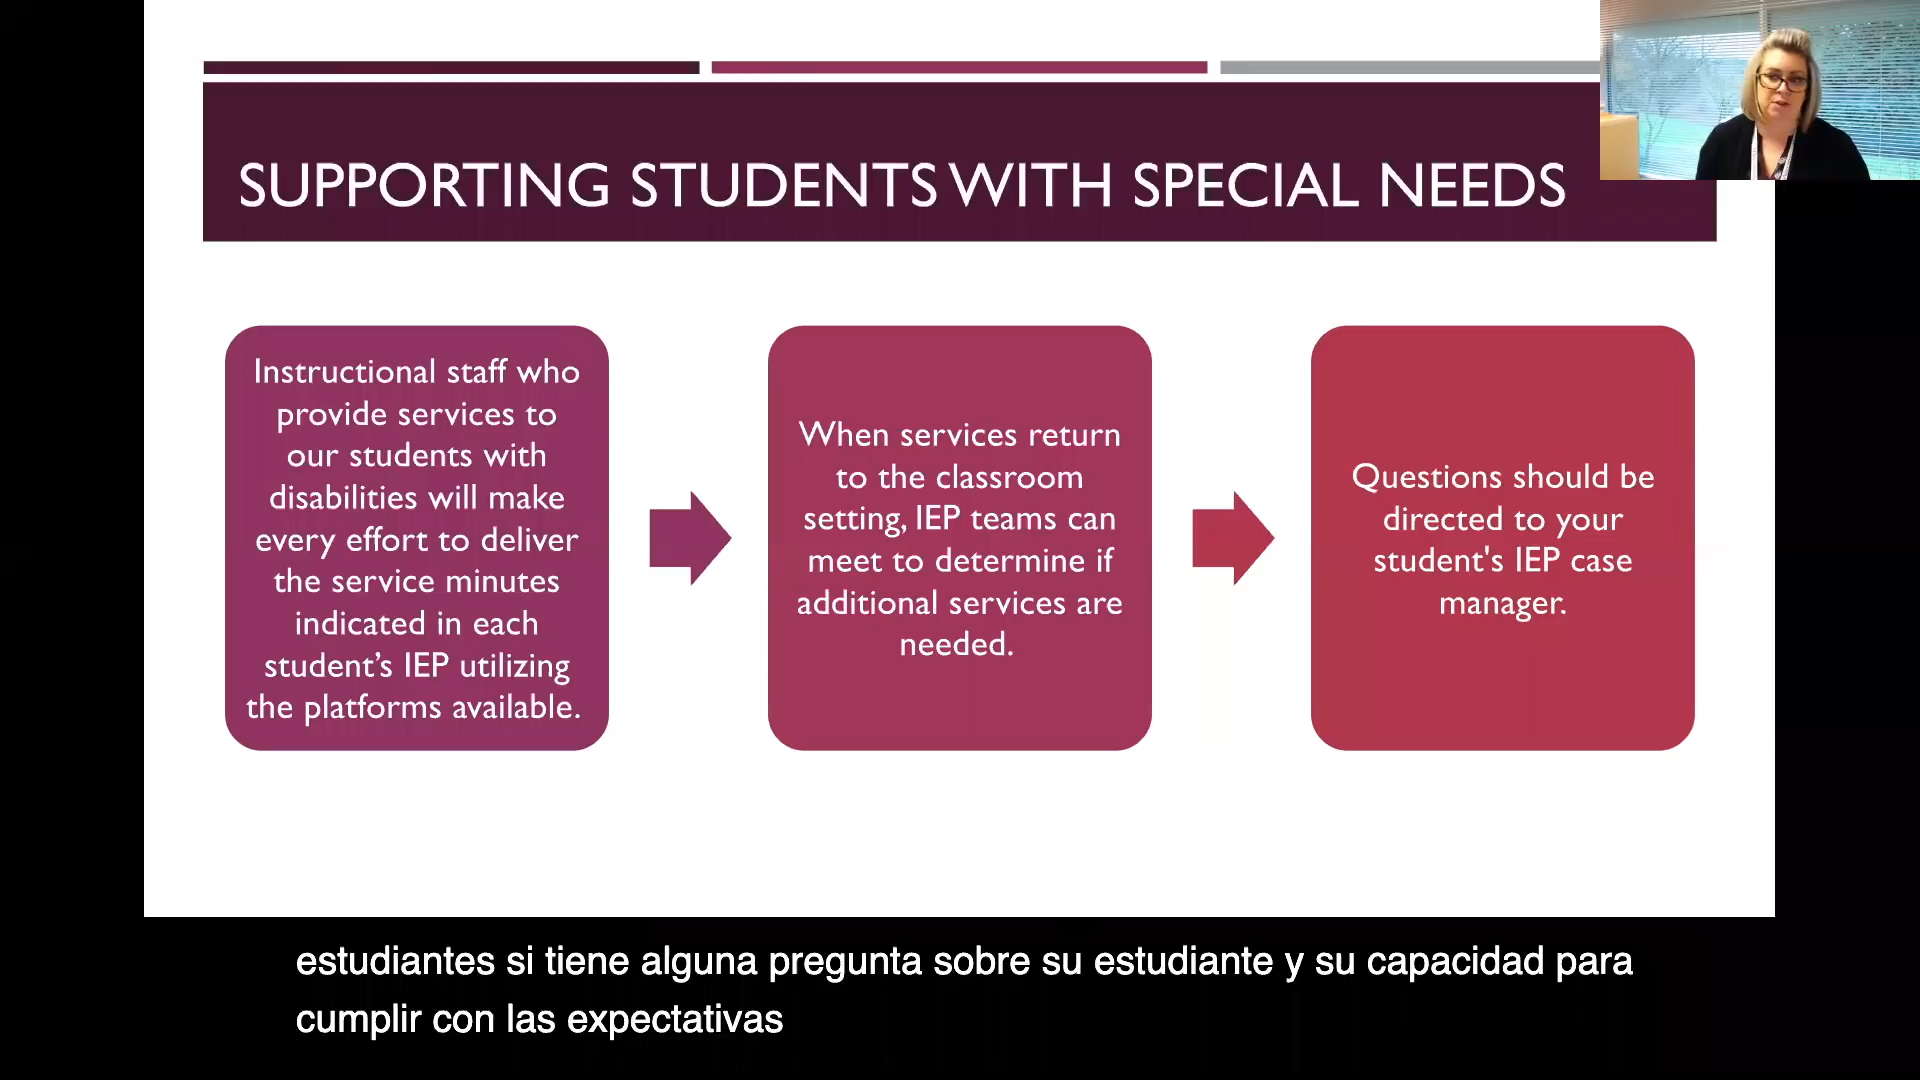 SUPPORTING STUDENTS WITH SPECIAL NEEDS
Instructional staff who
provide services to
our students with
disabilities will make
every effort to deliver
the service minutes
indicated in each
student’s IEP utilizing
the platforms available.
When services return
to the classroom
setting, IEP teams can
meet to determine if
additional services are
needed.
Questions should be
directed to your
student's IEP case
manager.
estudiantes si tiene alguna pregunta sobre su estudiante y su capacidad para
cumplir con las expectativas